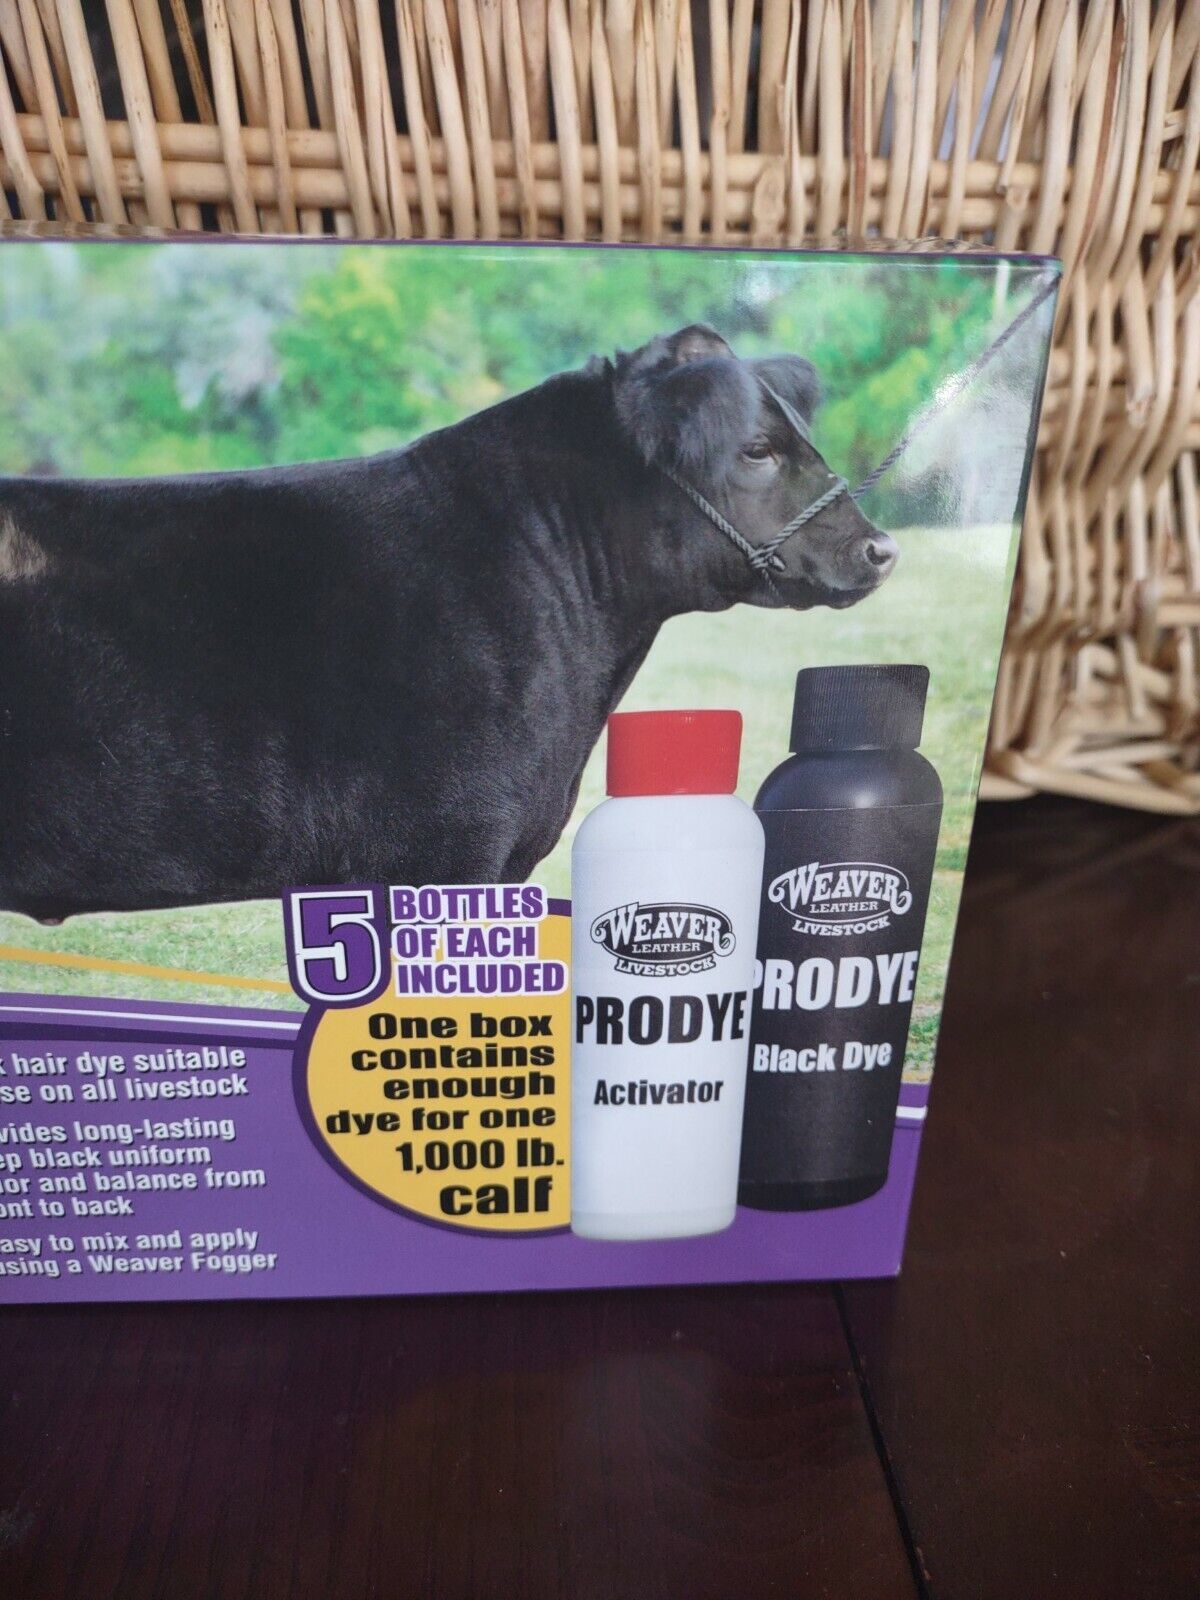 5 BOTTLES
OF EACH
INCLUDED
One box
contains
enough
dye for one
1,000 lb.
calf
hair dye suitable
se on all livestock
vides long-lasting
ep black uniform
lor and balance from
ont to back
asy to mix and apply
using a Weaver Fogger
WEAVER
LEATHER
LIVESTOCK
PRODYE
Activator
WEAVER
LEATHER
LIVESTOCK
PRODYE
Black Dye